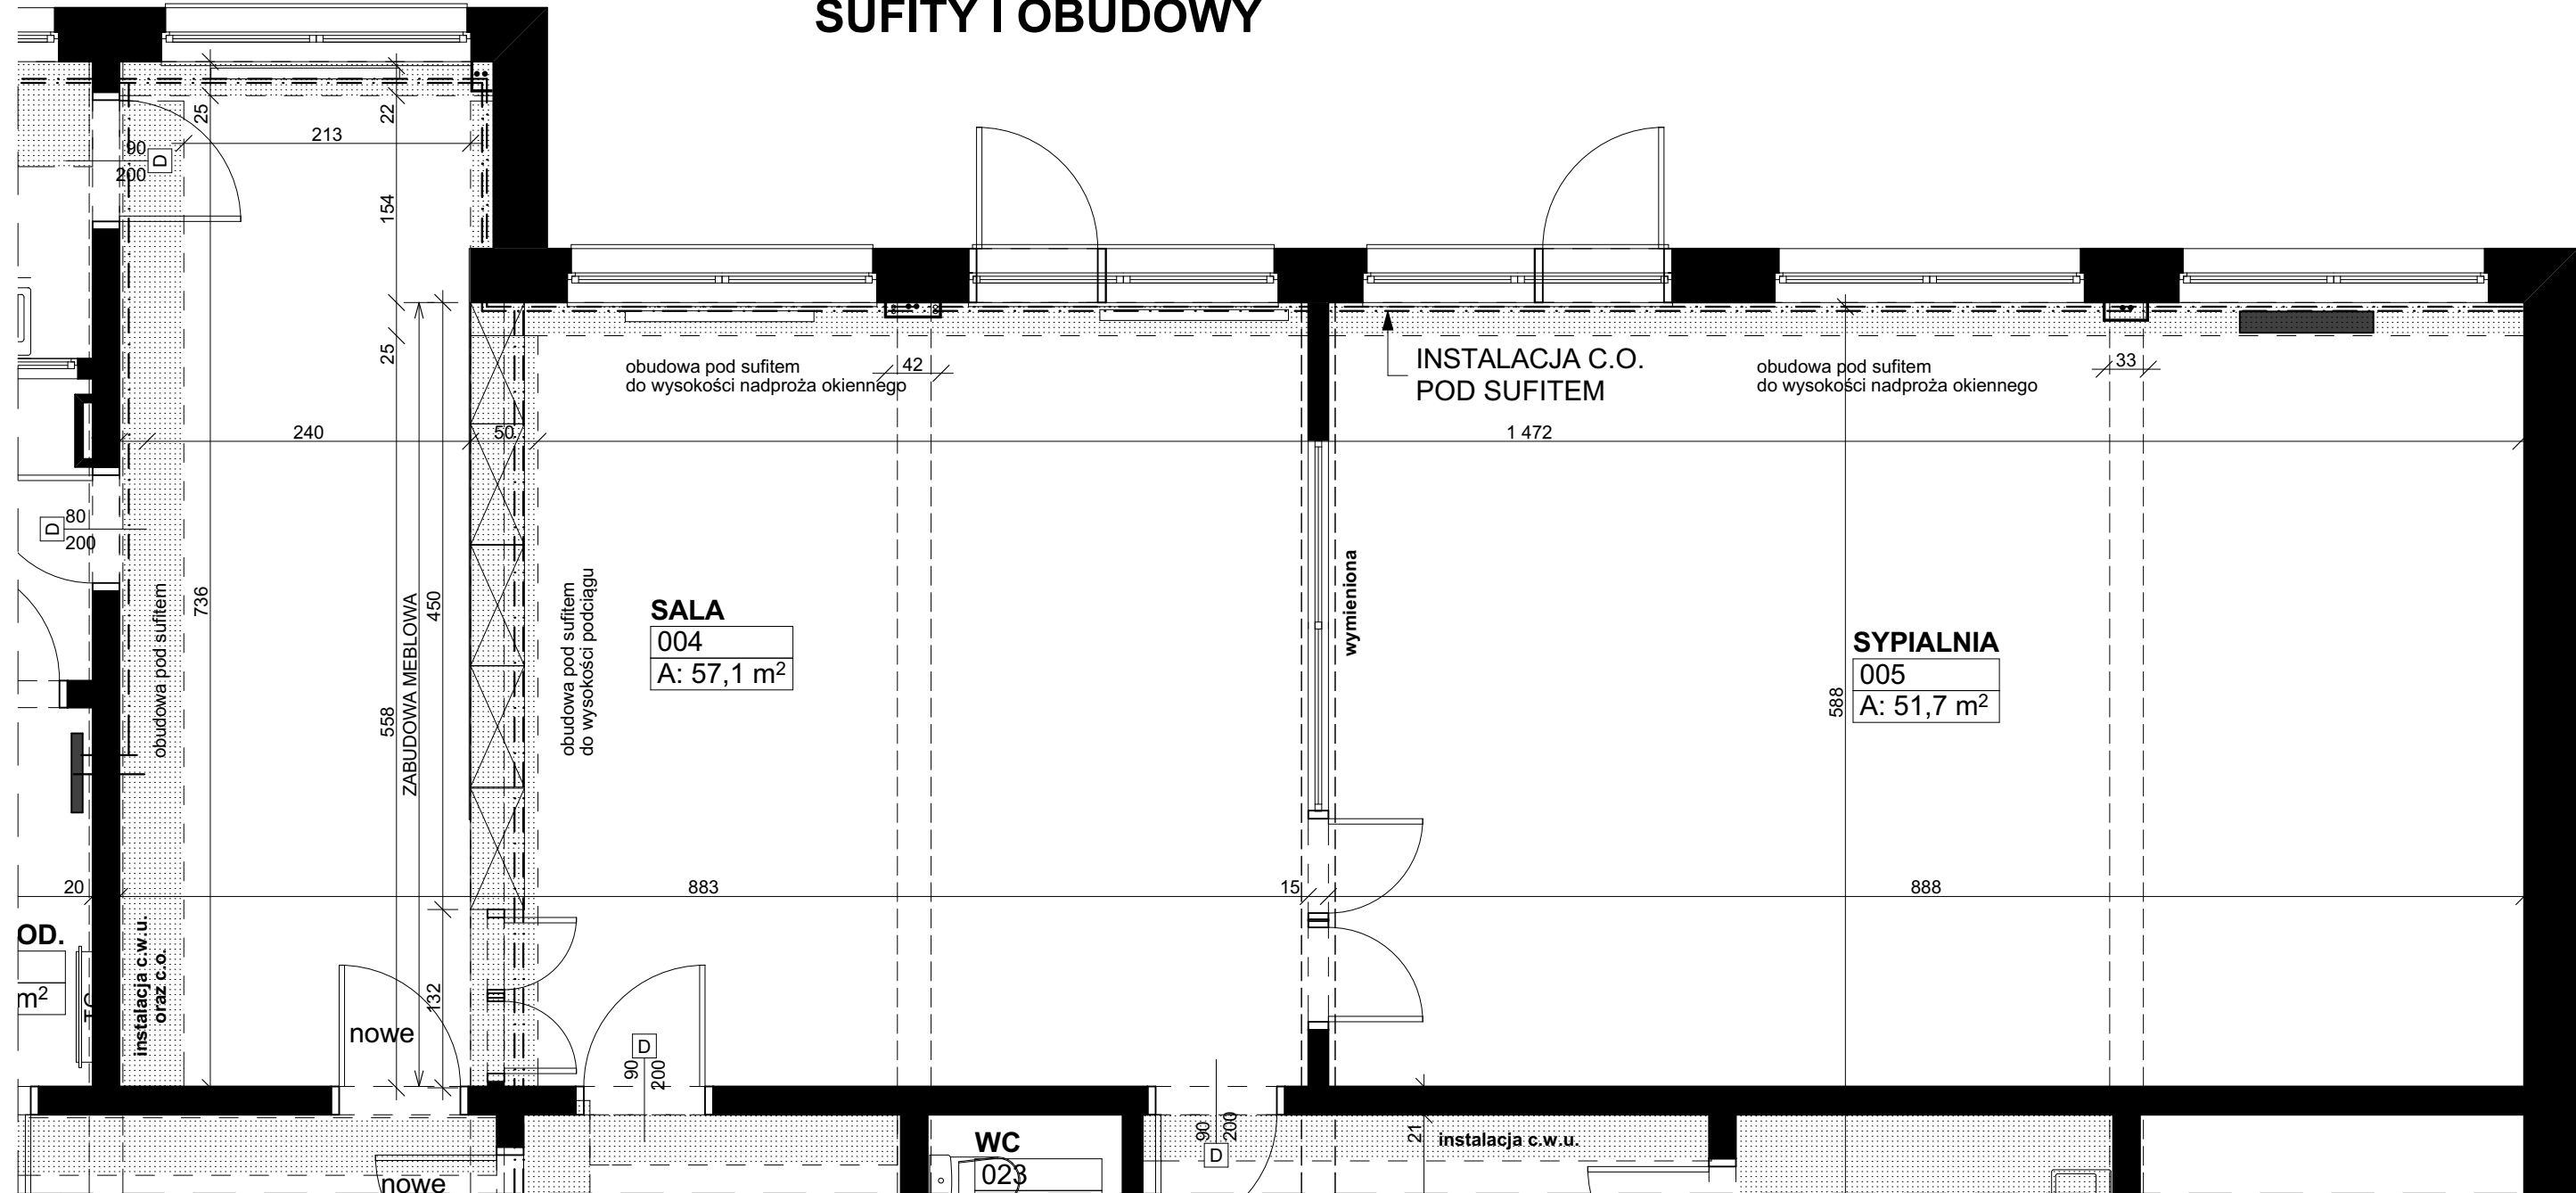 SUFITY I OBUDOWY
25
22
213
90
200
D
154
25
42
33
obudowa pod sufitem
do wysokości nadproża okiennego
INSTALACJA C.O.
POD SUFITEM
obudowa pod sufitem
do wysokości nadproża okiennego
240
50
1 472
D
80
200
obudowa pod sufitem
736
558
ZABUDOWA MEBLOWA
450
obudowa pod sufitem
do wysokości podciągu
SALA
004
A: 57,1 m²
wymieniona
588
SYPIALNIA
005
A: 51,7 m²
20
883
15
888
OD.
m²
instalacja c.w.u.
oraz c.o.
132
nowe
D
90
200
nowe
WC
023
90
200
D
21
instalacja c.w.u.